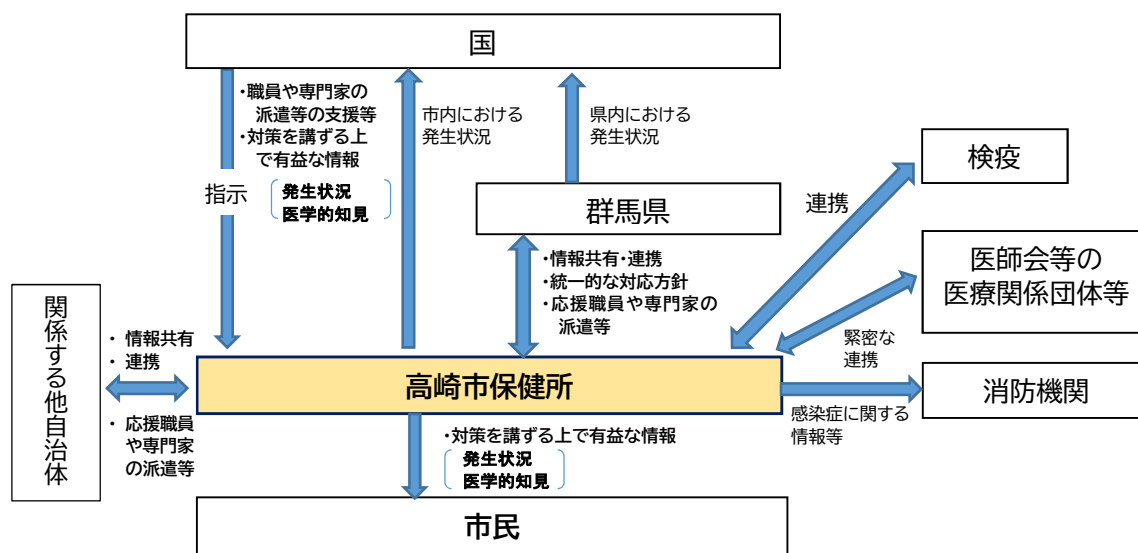 国
・職員や専門家の
派遣等の支援等
・対策を講ずる上
で有益な情報
発生状況
医学的知見
指示
市内における
発生状況
県内における
発生状況
群馬県
検疫
連携
医師会等の
医療関係団体等
緊密な
連携
・情報共有・連携
・統一的な対応方針
・応援職員や専門家の
派遣等
関係する他自治体
・ 情報共有
・ 連携
・ 応援職員
や専門家
の派遣等
高崎市保健所
消防機関
感染症に関する
情報等
・対策を講ずる上で有益な情報
発生状況
医学的知見
市民